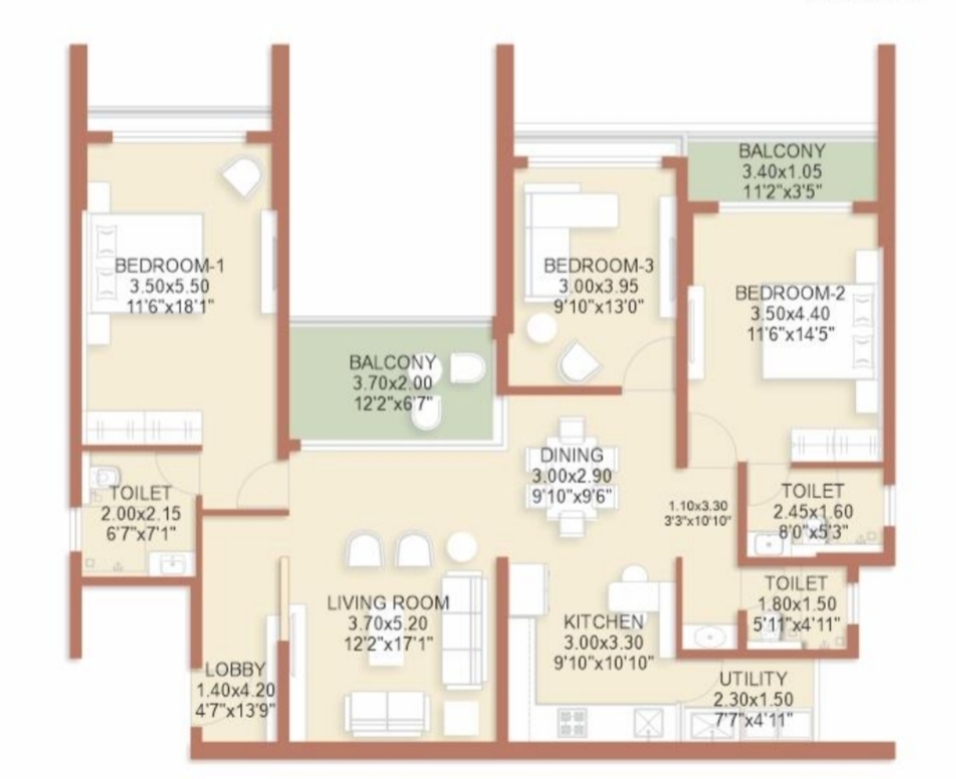 BALCONY
3.40x1.05
11'2"x3'5"
BEDROOM-1
3.50x5.50
11'6"x18'1"
BEDROOM-3
3.00x3.95
9'10"x13'0"
BEDROOM-2
3.50x4.40
11'6"x14'5"
BALCONY
3.70x2.00
12'2"x6'7"
DINING
3.00x2.90
9'10"x9'6"
TOILET
2.00x2.15
6'7"x7'1"
1.10x3.30
3'3"x10'10"
TOILET
2.45x1.60
8'0"x5'3"
TOILET
1.80x1.50
5'11"x4'11"
LIVING ROOM
3.70x5.20
12'2"x17'1"
KITCHEN
3.00x3.30
9'10"x10'10"
LOBBY
1.40x4.20
4'7"x13'9"
UTILITY
2.30x1.50
7'7"x4'11"